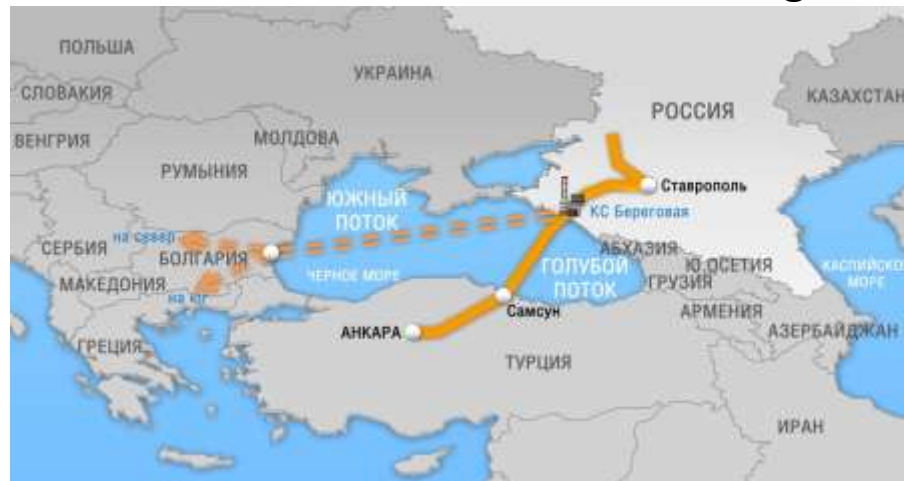 g
ПОЛЬША
УКРАИНА
СЛОВАКИЯ
РОССИЯ
КАЗАХСТАН
ВЕНГРИЯ
МОЛДОВА
РУМЫНИЯ
Ставрополь
ЮЖНЫЙ
ПОТОК
КС Береговая
на север
СЕРБИЯ
БОЛГАРИЯ
АБХАЗИЯ
ЧЕРНОЕ МОРЕ
ГОЛУБОЙ
ПОТОК
Ю.ОСЕТИЯ
КАСПИЙСКО
МОРЕ
МАКЕДОНИЯ
ГРУЗИЯ
на юг
Самсун
АРМЕНИЯ
АНКАРА
АЗЕРБАЙДЖАН
ГРЕЦИЯ
ТУРЦИЯ
ИРАН